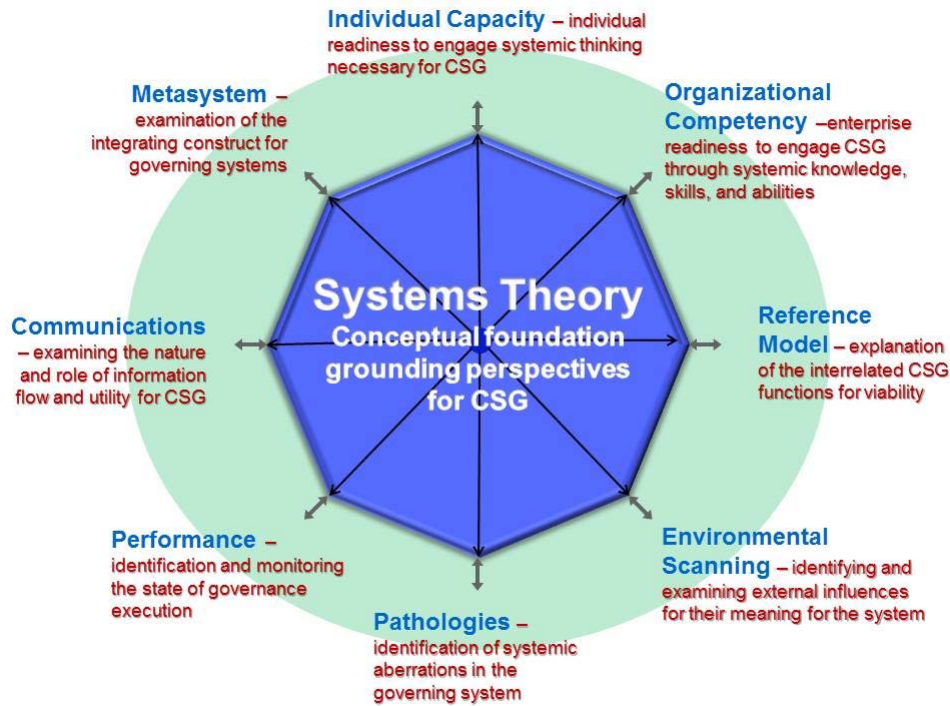 Individual Capacity – individual
readiness to engage systemic thinking
necessary for CSG
Organizational
Competency –enterprise
readiness to engage CSG
through systemic knowledge,
skills, and abilities
Reference
Model – explanation
of the interrelated CSG
functions for viability
Environmental
Scanning – identifying and
examining external influences
for their meaning for the system
Pathologies –
identification of systemic
aberrations in the
governing system
Performance –
identification and monitoring
the state of governance
execution
Communications
– examining the nature
and role of information
flow and utility for CSG
Metasystem –
examination of the
integrating construct for
governing systems
Systems Theory
Conceptual foundation
grounding perspectives
for CSG